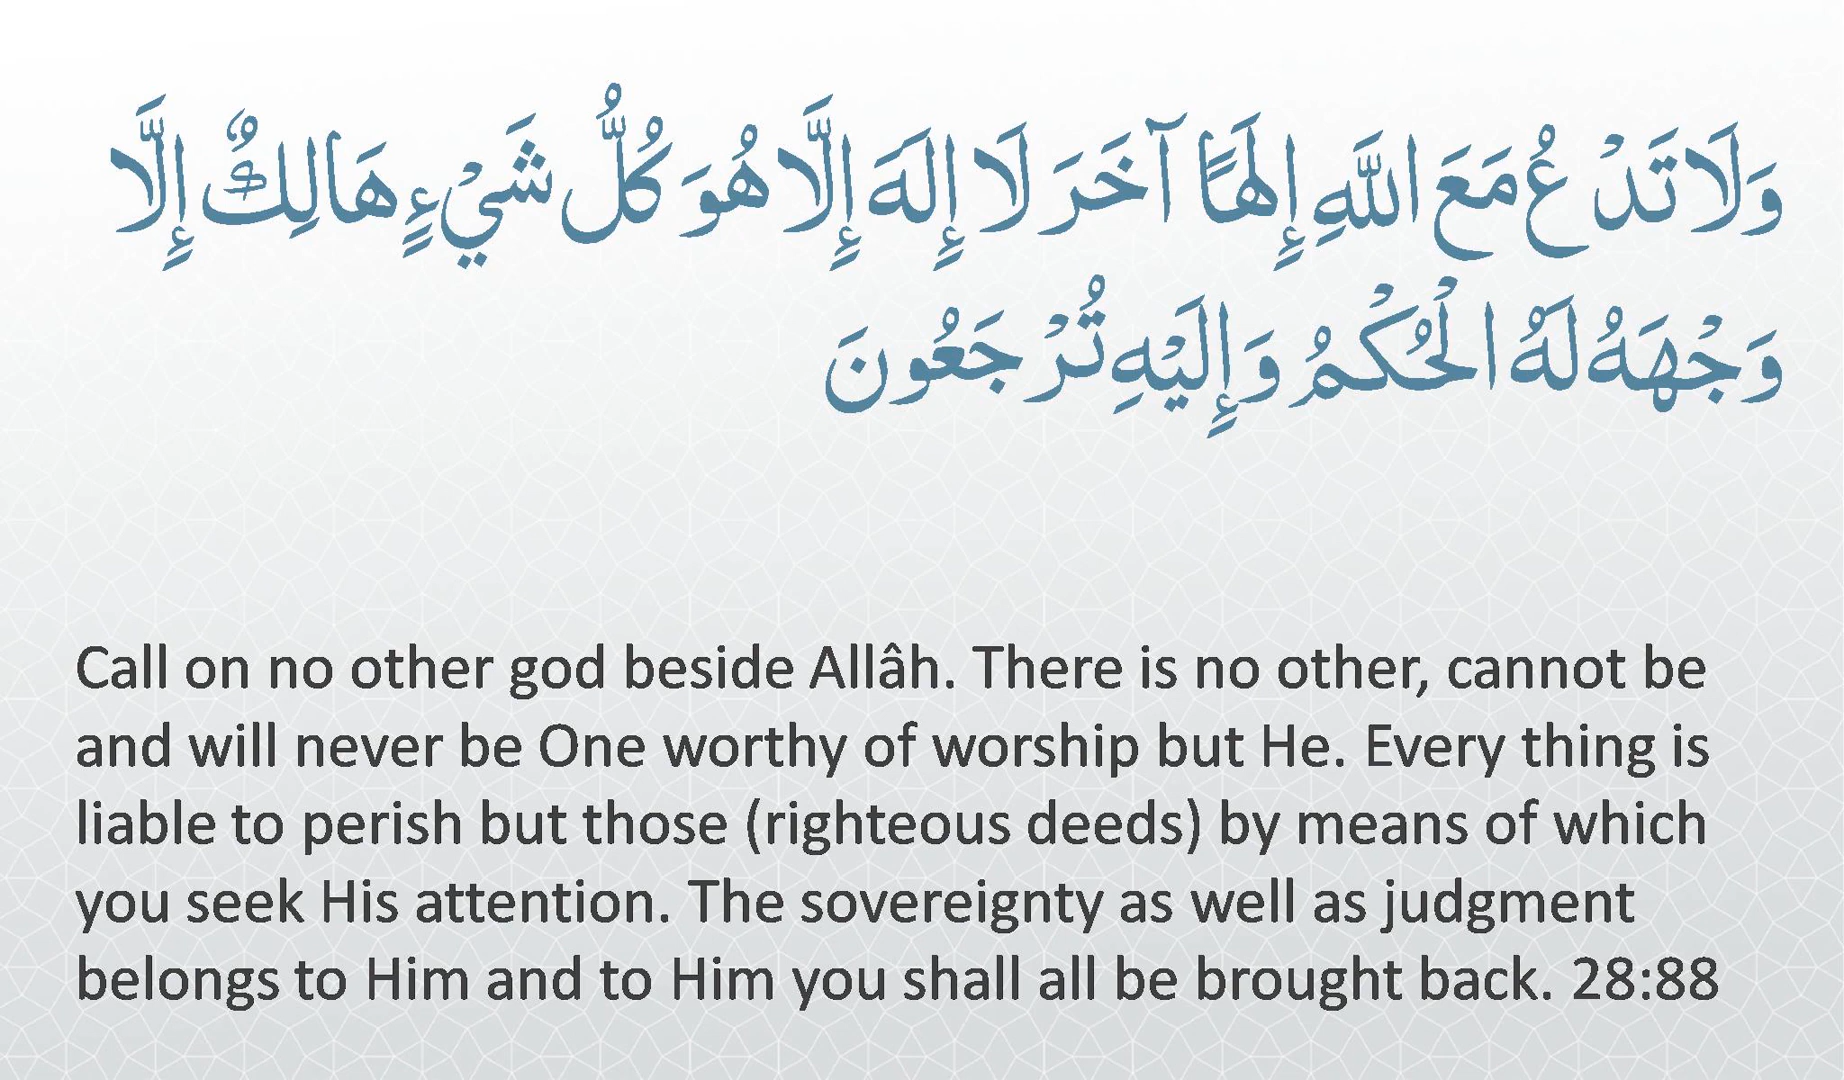 وَلَا تَدْعُ مَعَ اللَّهِ إِلَٰهًا آخَرَ لَا إِلَهَ إِلَّا هُوَ كُلُّ شَيْءٍ هَالِكٌ إِلَّا
وَجْهَهُ لَهُ الْحُكْمُ وَإِلَيْهِ تُرْجَعُونَ
Call on no other god beside Allâh. There is no other, cannot be
and will never be One worthy of worship but He. Every thing is
liable to perish but those (righteous deeds) by means of which
you seek His attention. The sovereignty as well as judgment
belongs to Him and to Him you shall all be brought back. 28:88